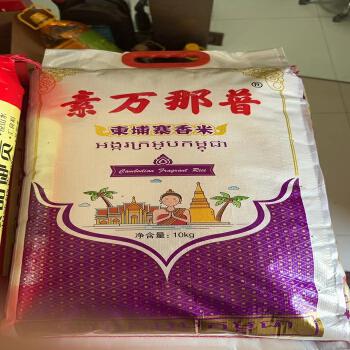 素万那普®
柬埔寨香米
អង្ករក្រអូបកម្ពុជា
Cambodian Fragrant Rice
净含量：10kg